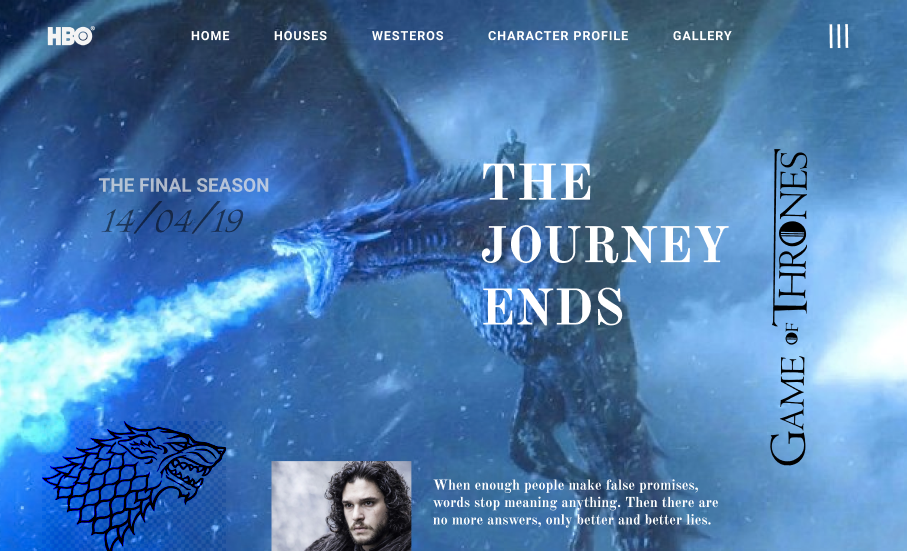 HBO®
HOME HOUSES WESTEROS CHARACTER PROFILE GALLERY
THE FINAL SEASON
14/04/19
THE
JOURNEY
ENDS
GAME OF THRONES
When enough people make false promises,
words stop meaning anything. Then there are
no more answers, only better and better lies.